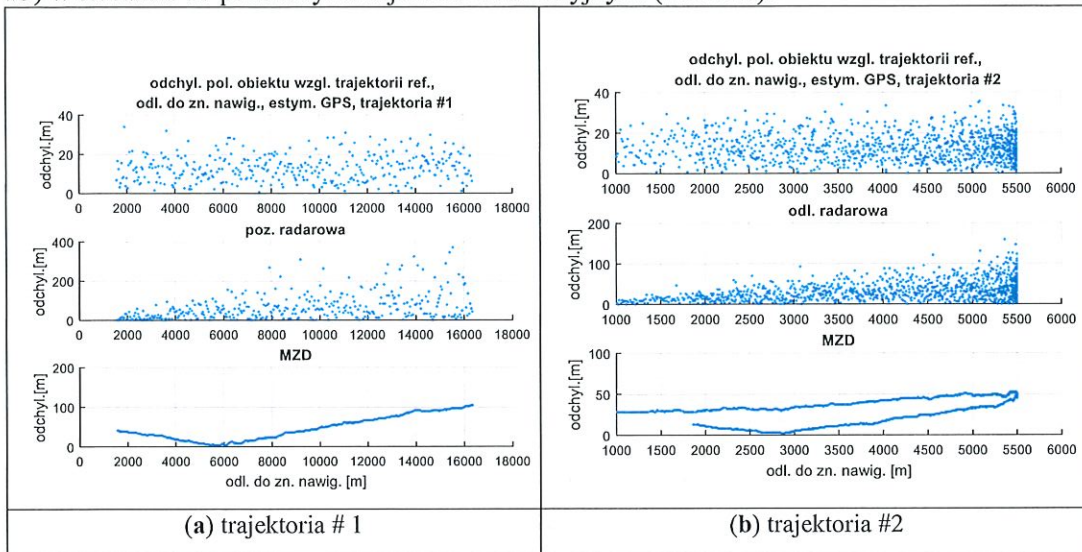 odchyl. pol. obiektu wzgl. trajektorii ref.,
odl. do zn. nawig., estym. GPS, trajektoria #1
40
20
0
odchyl.[m]
0 2000 4000 6000 8000 10000 12000 14000 16000 18000
poz. radarowa
400
200
0
odchyl.[m]
0 2000 4000 6000 8000 10000 12000 14000 16000 18000
MZD
200
100
0
odchyl.[m]
0 2000 4000 6000 8000 10000 12000 14000 16000 18000
odl. do zn. nawig. [m]
(a) trajektoria # 1
odchyl. pol. obiektu wzgl. trajektorii ref.,
odl. do zn. nawig., estym. GPS, trajektoria #2
40
20
0
odchyl.[m]
1000 1500 2000 2500 3000 3500 4000 4500 5000 5500 6000
odl. radarowa
200
100
0
odchyl.[m]
1000 1500 2000 2500 3000 3500 4000 4500 5000 5500 6000
MZD
100
50
0
odchyl.[m]
1000 1500 2000 2500 3000 3500 4000 4500 5000 5500 6000
odl. do zn. nawig. [m]
(b) trajektoria #2